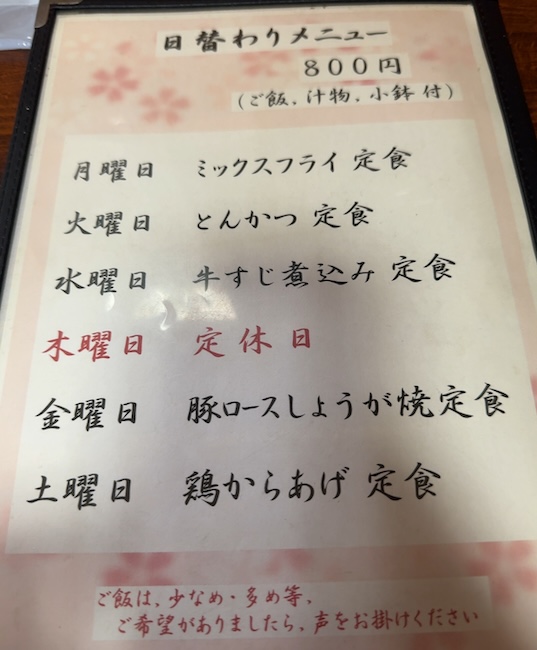 日替わりメニュー
800円
(ご飯、汁物、小鉢 付)
月曜日 ミックスフライ 定食
火曜日 とんかつ 定食
水曜日 牛すじ煮込み 定食
木曜日 定休日
金曜日 豚ロースしょうが焼定食
土曜日 鶏からあげ 定食
ご飯は、少なめ・多め等、
ご希望がありましたら、声をお掛けください